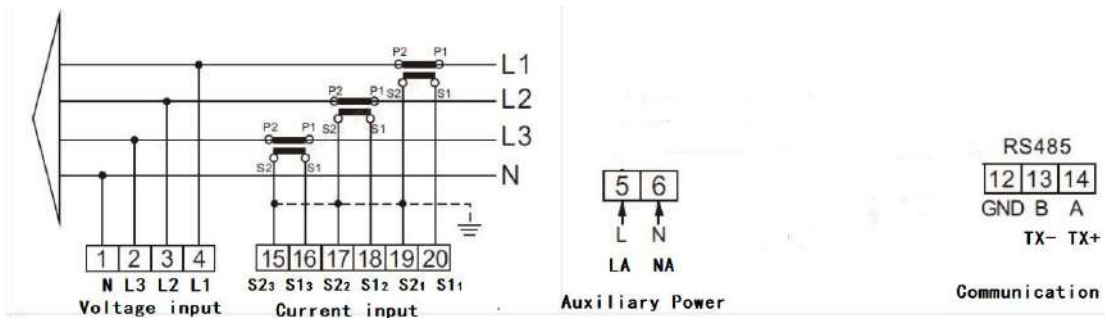 P2 P1
L1
S2 S1
P2 P1
L2
S2 S1
P2 P1
L3
S2 S1
N
RS485
5 6
12 13 14
GND B A
L N
TX- TX+
LA NA
1 2 3 4
15 16 17 18 19 20
N L3 L2 L1
S2₃ S1₃ S2₂ S1₂ S2₁ S1₁
Voltage input
Current input
Auxiliary Power
Communication